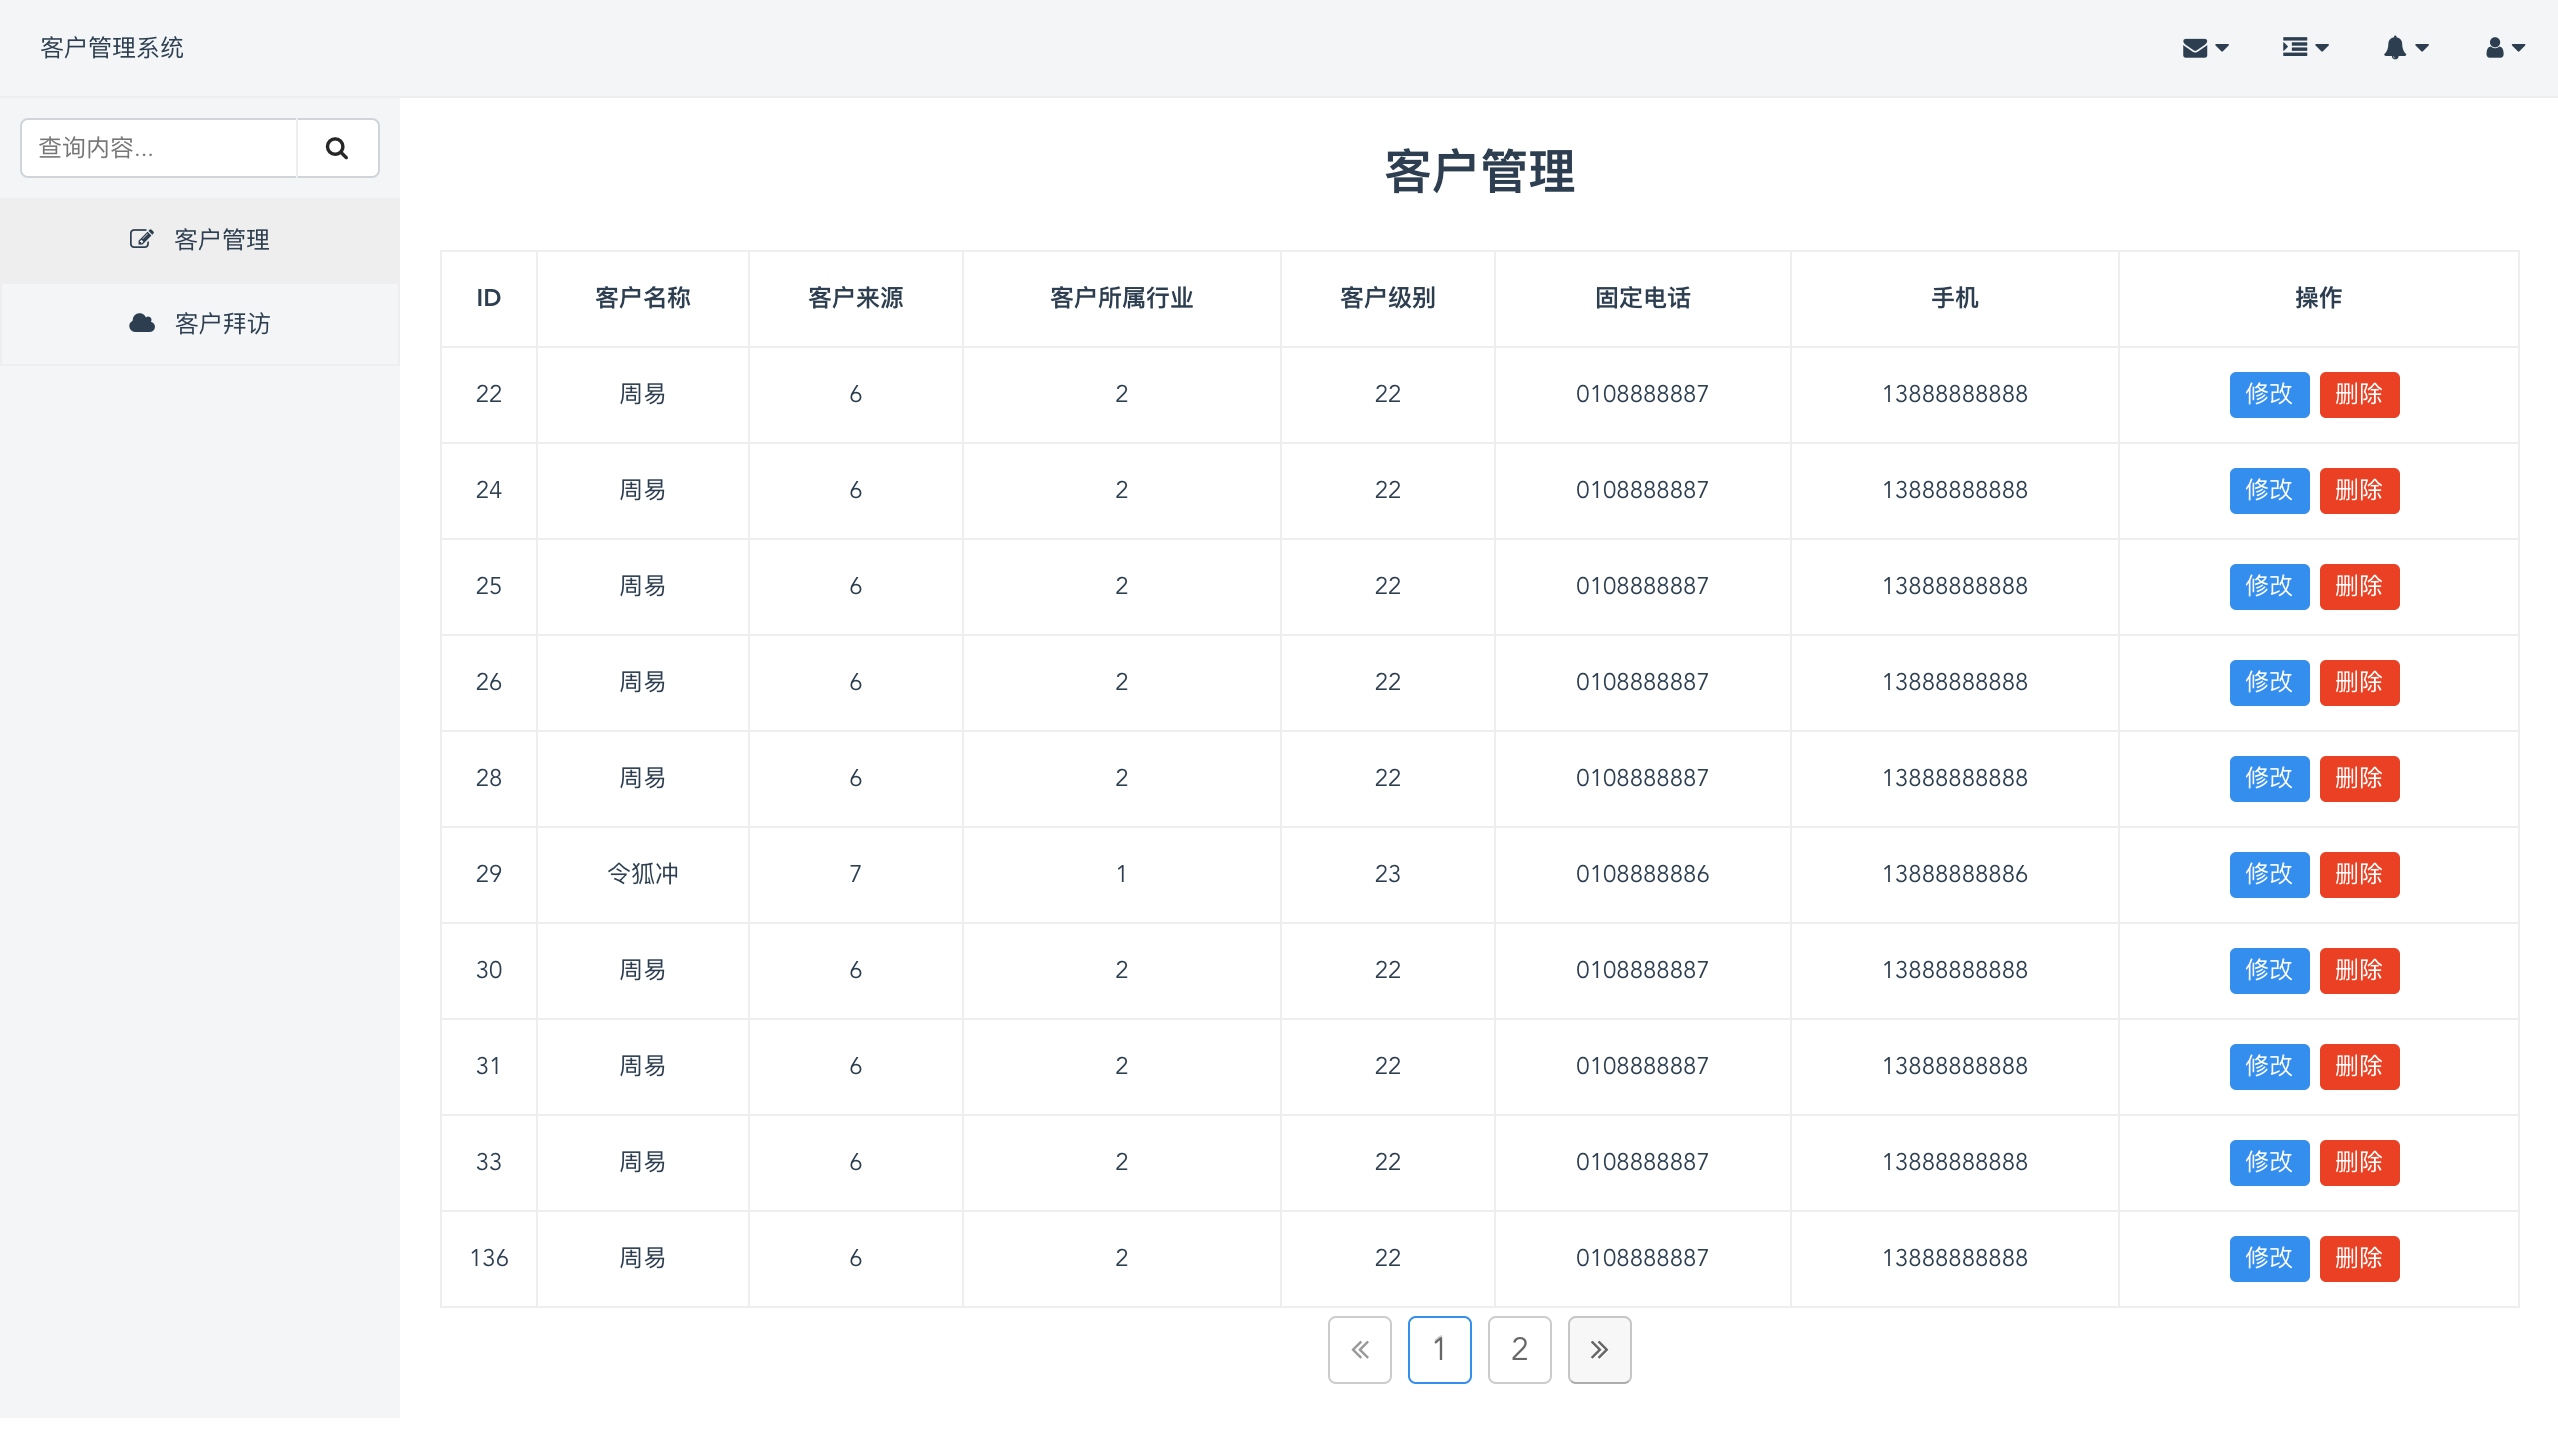 客户管理系统
查询内容...
客户管理
客户拜访
客户管理
ID 客户名称 客户来源 客户所属行业 客户级别 固定电话 手机 操作
22 周易 6 2 22 0108888887 13888888888 修改 删除
24 周易 6 2 22 0108888887 13888888888 修改 删除
25 周易 6 2 22 0108888887 13888888888 修改 删除
26 周易 6 2 22 0108888887 13888888888 修改 删除
28 周易 6 2 22 0108888887 13888888888 修改 删除
29 令狐冲 7 1 23 0108888886 13888888886 修改 删除
30 周易 6 2 22 0108888887 13888888888 修改 删除
31 周易 6 2 22 0108888887 13888888888 修改 删除
33 周易 6 2 22 0108888887 13888888888 修改 删除
136 周易 6 2 22 0108888887 13888888888 修改 删除
« 1 2 »